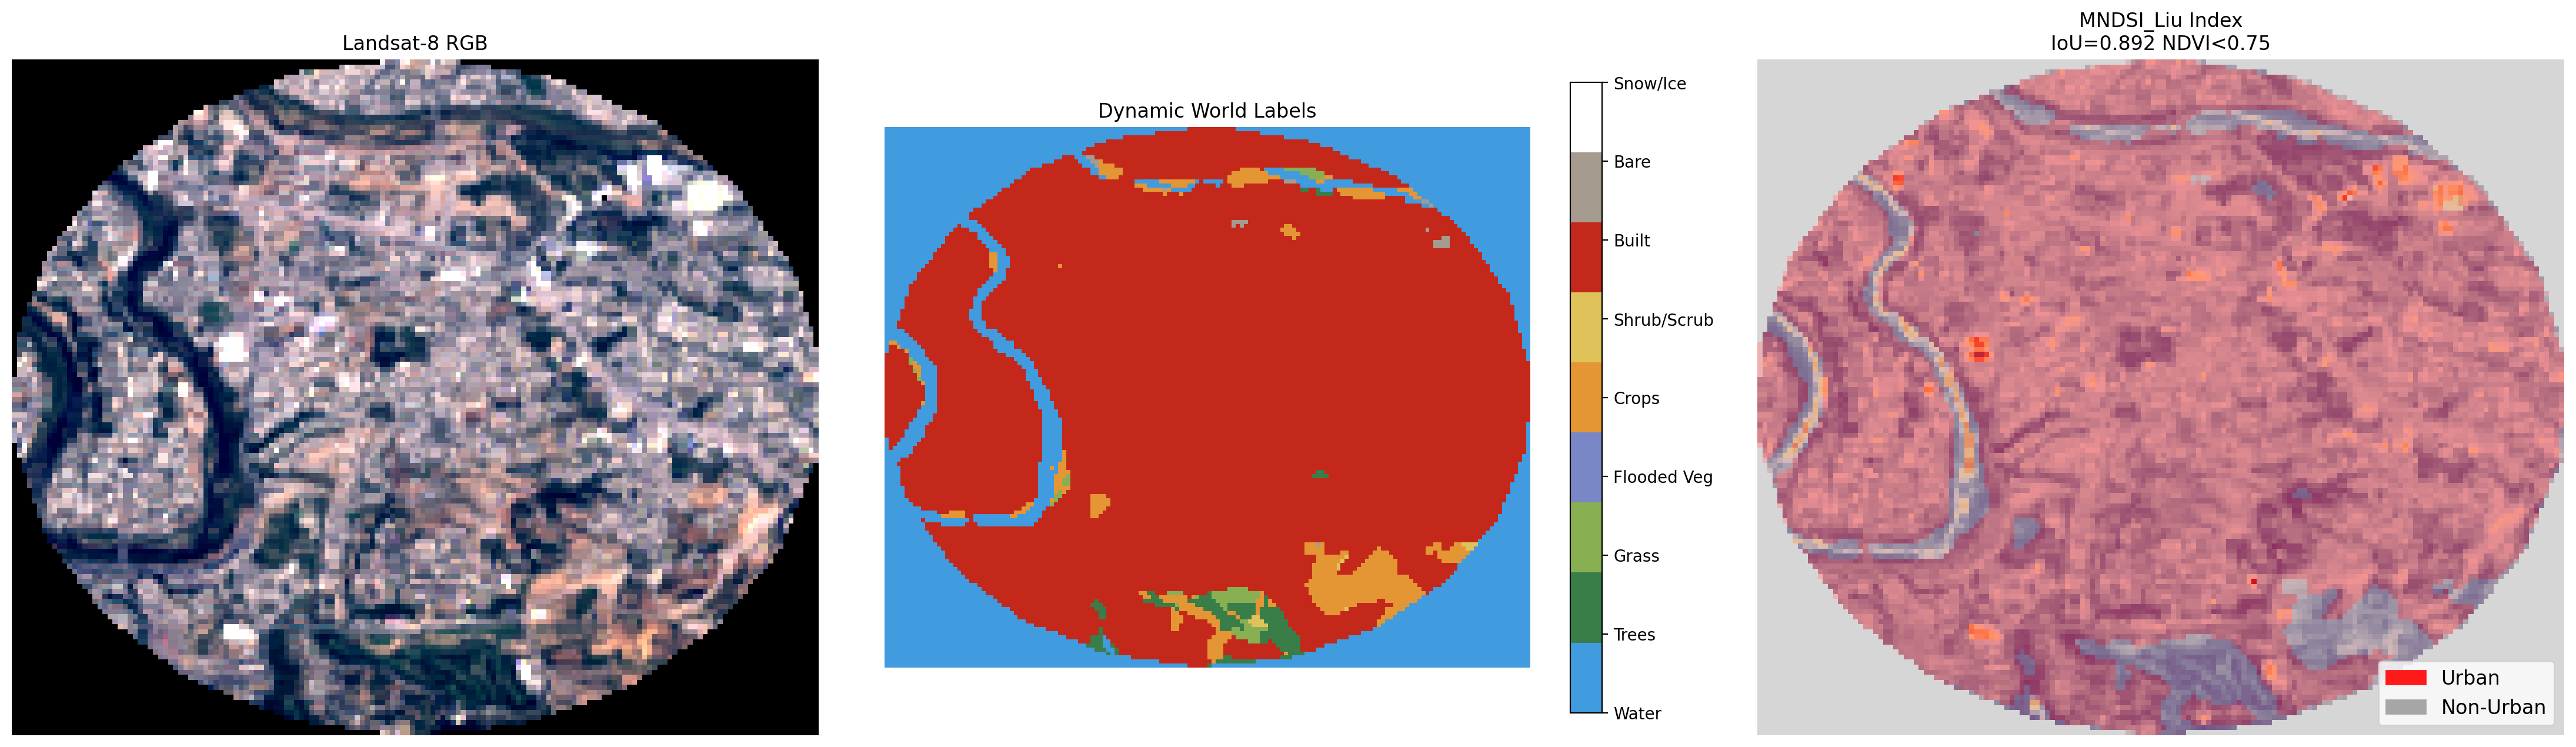 Landsat-8 RGB
Dynamic World Labels
Snow/Ice
Bare
Built
Shrub/Scrub
Crops
Flooded Veg
Grass
Trees
Water
MNDSI_Liu Index
IoU=0.892 NDVI<0.75
Urban
Non-Urban